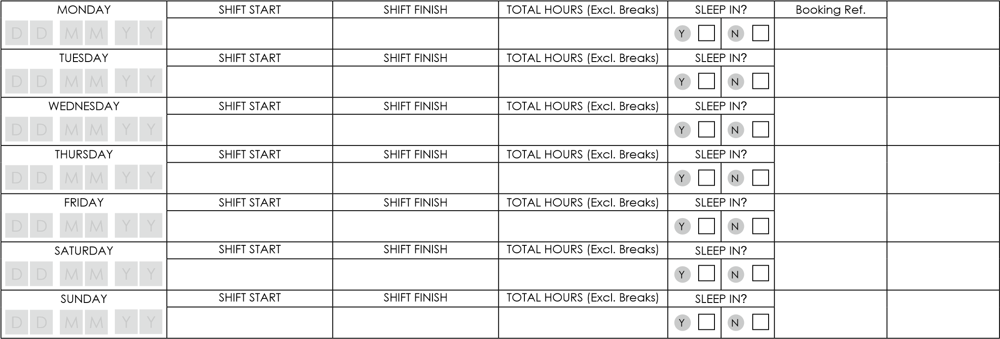 MONDAY SHIFT START SHIFT FINISH TOTAL HOURS (Excl. Breaks) SLEEP IN? Booking Ref.
D D M M Y Y Y N
TUESDAY SHIFT START SHIFT FINISH TOTAL HOURS (Excl. Breaks) SLEEP IN?
D D M M Y Y Y N
WEDNESDAY SHIFT START SHIFT FINISH TOTAL HOURS (Excl. Breaks) SLEEP IN?
D D M M Y Y Y N
THURSDAY SHIFT START SHIFT FINISH TOTAL HOURS (Excl. Breaks) SLEEP IN?
D D M M Y Y Y N
FRIDAY SHIFT START SHIFT FINISH TOTAL HOURS (Excl. Breaks) SLEEP IN?
D D M M Y Y Y N
SATURDAY SHIFT START SHIFT FINISH TOTAL HOURS (Excl. Breaks) SLEEP IN?
D D M M Y Y Y N
SUNDAY SHIFT START SHIFT FINISH TOTAL HOURS (Excl. Breaks) SLEEP IN?
D D M M Y Y Y N